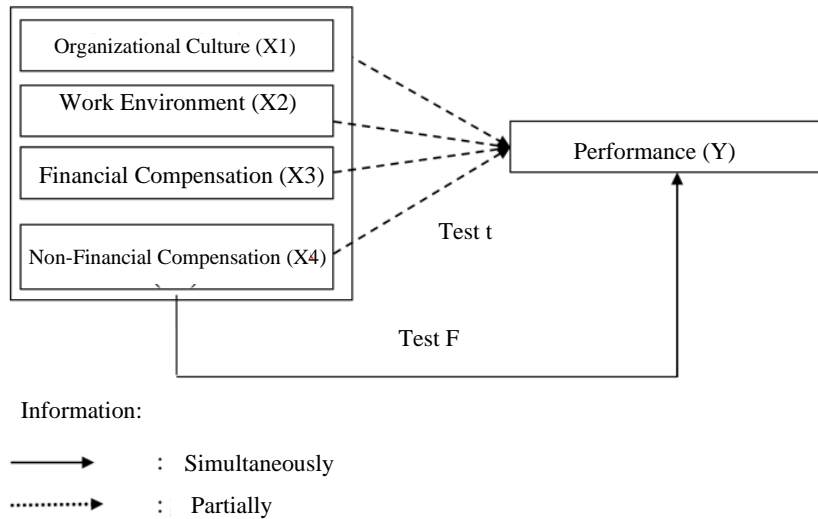 Organizational Culture (X1)
Work Environment (X2)
Performance (Y)
Financial Compensation (X3)
Test t
Non-Financial Compensation (X4)
Test F
Information:
: Simultaneously
: Partially